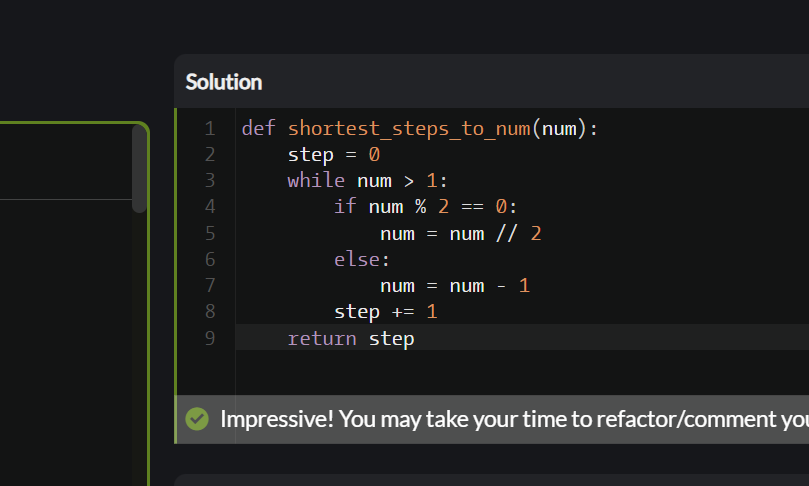 Solution
1 def shortest_steps_to_num(num):
2     step = 0
3     while num > 1:
4         if num % 2 == 0:
5             num = num // 2
6         else:
7             num = num - 1
8         step += 1
9     return step
Impressive! You may take your time to refactor/comment